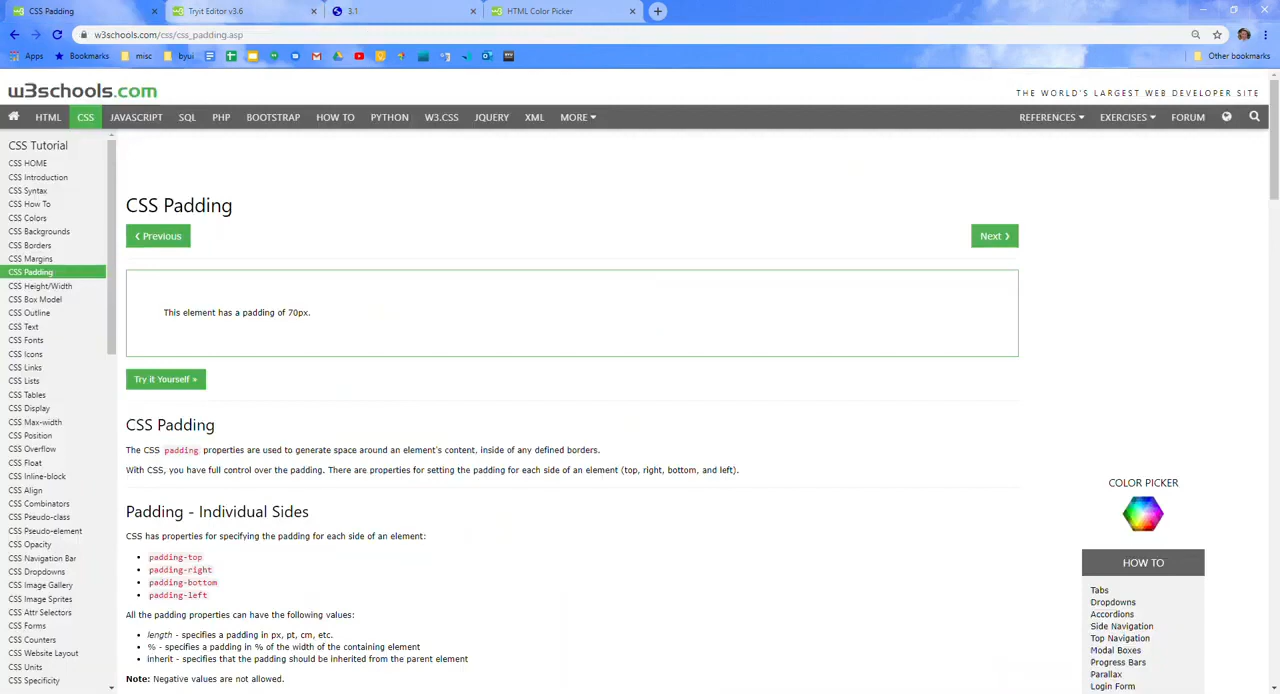 CSS Padding
Tryit Editor v3.6
3.1
HTML Color Picker
w3schools.com/css/css_padding.asp
Apps
Bookmarks
misc
byui
Other bookmarks
w3schools.com
THE WORLD'S LARGEST WEB DEVELOPER SITE
HTML CSS JAVASCRIPT SQL PHP BOOTSTRAP HOW TO PYTHON W3.CSS JQUERY XML MORE REFERENCES EXERCISES FORUM
CSS Tutorial
CSS HOME
CSS Introduction
CSS Syntax
CSS How To
CSS Colors
CSS Backgrounds
CSS Borders
CSS Margins
CSS Padding
CSS Height/Width
CSS Box Model
CSS Outline
CSS Text
CSS Fonts
CSS Icons
CSS Links
CSS Lists
CSS Tables
CSS Display
CSS Max-width
CSS Position
CSS Overflow
CSS Float
CSS Inline-block
CSS Align
CSS Combinators
CSS Pseudo-class
CSS Pseudo-element
CSS Opacity
CSS Navigation Bar
CSS Dropdowns
CSS Image Gallery
CSS Image Sprites
CSS Attr Selectors
CSS Forms
CSS Counters
CSS Website Layout
CSS Units
CSS Specificity
CSS Padding
❮ Previous
Next ❯
This element has a padding of 70px.
Try it Yourself »
CSS Padding
The CSS padding properties are used to generate space around an element's content, inside of any defined borders.
With CSS, you have full control over the padding. There are properties for setting the padding for each side of an element (top, right, bottom, and left).
Padding - Individual Sides
CSS has properties for specifying the padding for each side of an element:
• padding-top
• padding-right
• padding-bottom
• padding-left
All the padding properties can have the following values:
• length - specifies a padding in px, pt, cm, etc.
• % - specifies a padding in % of the width of the containing element
• inherit - specifies that the padding should be inherited from the parent element
Note: Negative values are not allowed.
COLOR PICKER
HOW TO
Tabs
Dropdowns
Accordions
Side Navigation
Top Navigation
Modal Boxes
Progress Bars
Parallax
Login Form